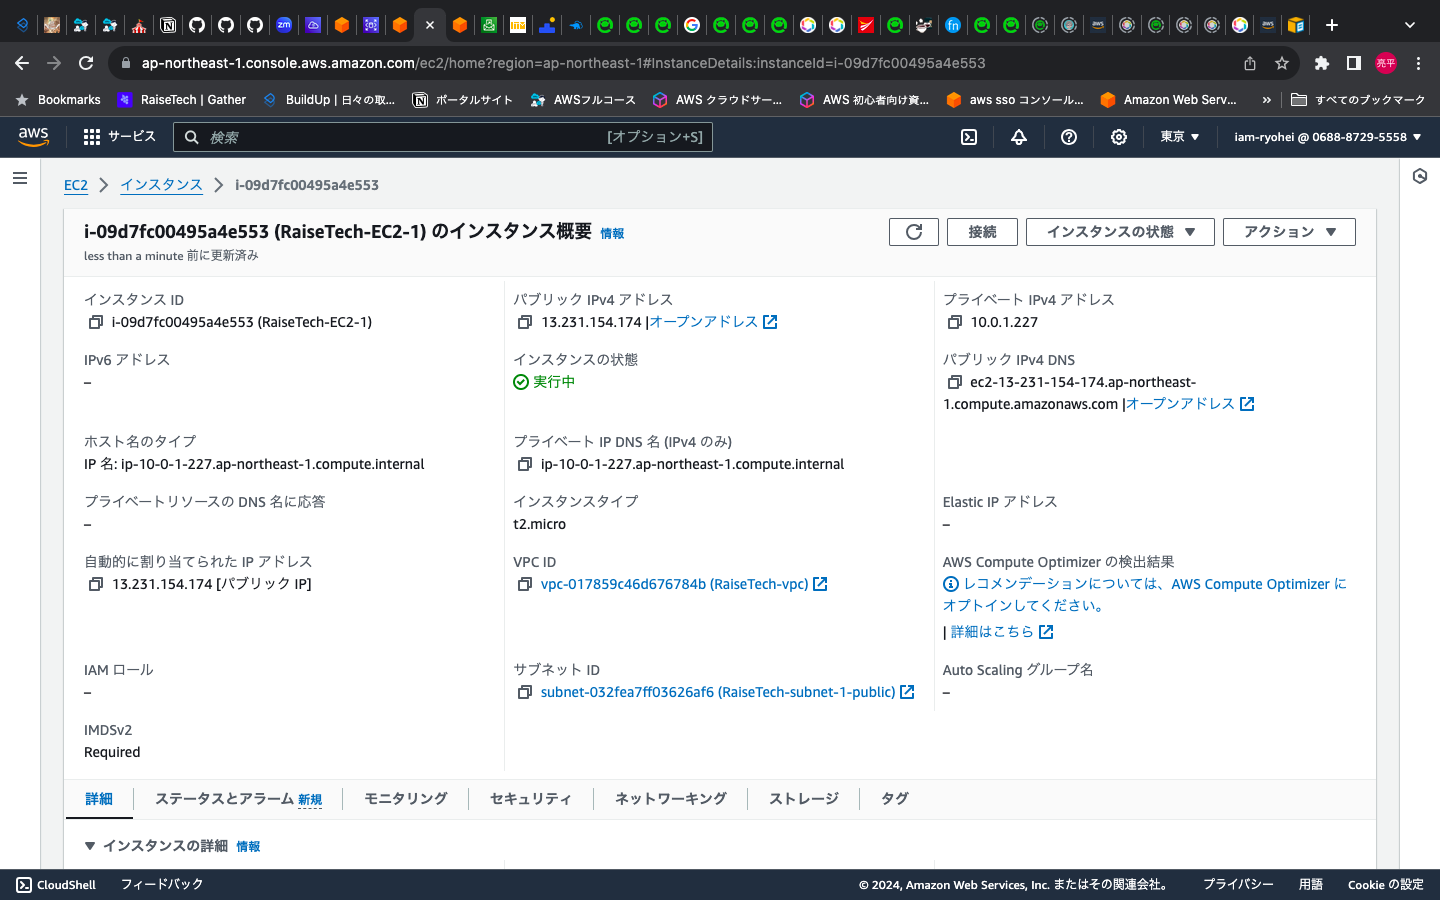 ap-northeast-1.console.aws.amazon.com/ec2/home?region=ap-northeast-1#InstanceDetails:instanceId=i-09d7fc00495a4e553
亮平
Bookmarks RaiseTech | Gather BuildUp | 日々の取... ポータルサイト AWSフルコース AWS クラウドサー... AWS 初心者向け資... aws sso コンソール... Amazon Web Serv... » すべてのブックマーク
aws サービス 検索 [オプション+S] 東京 ▼ iam-ryohei @ 0688-8729-5558 ▼
EC2 インスタンス i-09d7fc00495a4e553
i-09d7fc00495a4e553 (RaiseTech-EC2-1) のインスタンス概要 情報
less than a minute 前に更新済み
接続 インスタンスの状態 ▼ アクション ▼
インスタンス ID
i-09d7fc00495a4e553 (RaiseTech-EC2-1)
パブリック IPv4 アドレス
13.231.154.174 |オープンアドレス
プライベート IPv4 アドレス
10.0.1.227
IPv6 アドレス
–
インスタンスの状態
実行中
パブリック IPv4 DNS
ec2-13-231-154-174.ap-northeast-
1.compute.amazonaws.com |オープンアドレス
ホスト名のタイプ
IP 名: ip-10-0-1-227.ap-northeast-1.compute.internal
プライベート IP DNS 名 (IPv4 のみ)
ip-10-0-1-227.ap-northeast-1.compute.internal
プライベートリソースの DNS 名に応答
–
インスタンスタイプ
t2.micro
Elastic IP アドレス
–
自動的に割り当てられた IP アドレス
13.231.154.174 [パブリック IP]
VPC ID
vpc-017859c46d676784b (RaiseTech-vpc)
AWS Compute Optimizer の検出結果
レコメンデーションについては、AWS Compute Optimizer に
オプトインしてください。
| 詳細はこちら
IAM ロール
–
サブネット ID
subnet-032fea7ff03626af6 (RaiseTech-subnet-1-public)
Auto Scaling グループ名
–
IMDSv2
Required
詳細 ステータスとアラーム 新規 モニタリング セキュリティ ネットワーキング ストレージ タグ
▼ インスタンスの詳細 情報
CloudShell フィードバック © 2024, Amazon Web Services, Inc. またはその関連会社。 プライバシー 用語 Cookie の設定